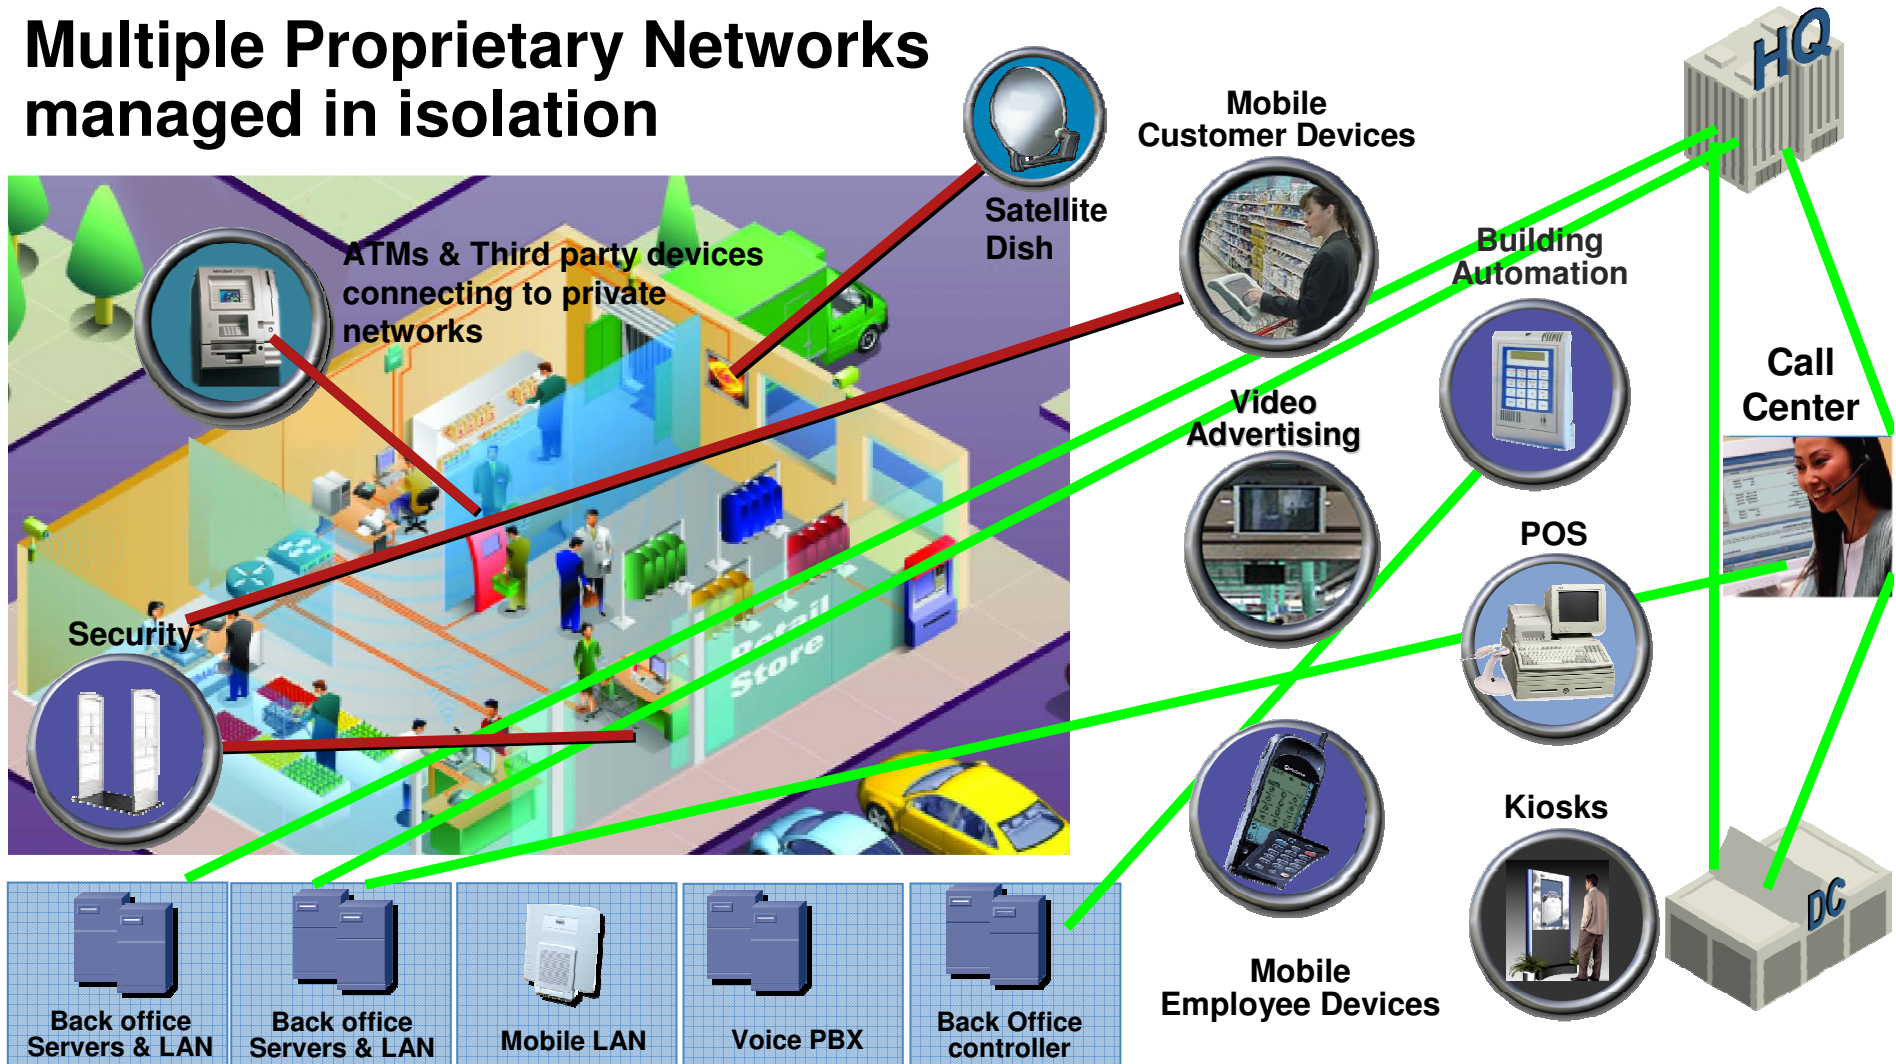 Multiple Proprietary Networks
managed in isolation
HQ
Mobile
Customer Devices
Satellite
Dish
ATMs & Third party devices
connecting to private
networks
Building
Automation
Call
Center
Video
Advertising
POS
Security
Retail
Store
Kiosks
DC
Mobile
Employee Devices
Back office
Servers & LAN
Back office
Servers & LAN
Mobile LAN
Voice PBX
Back Office
controller